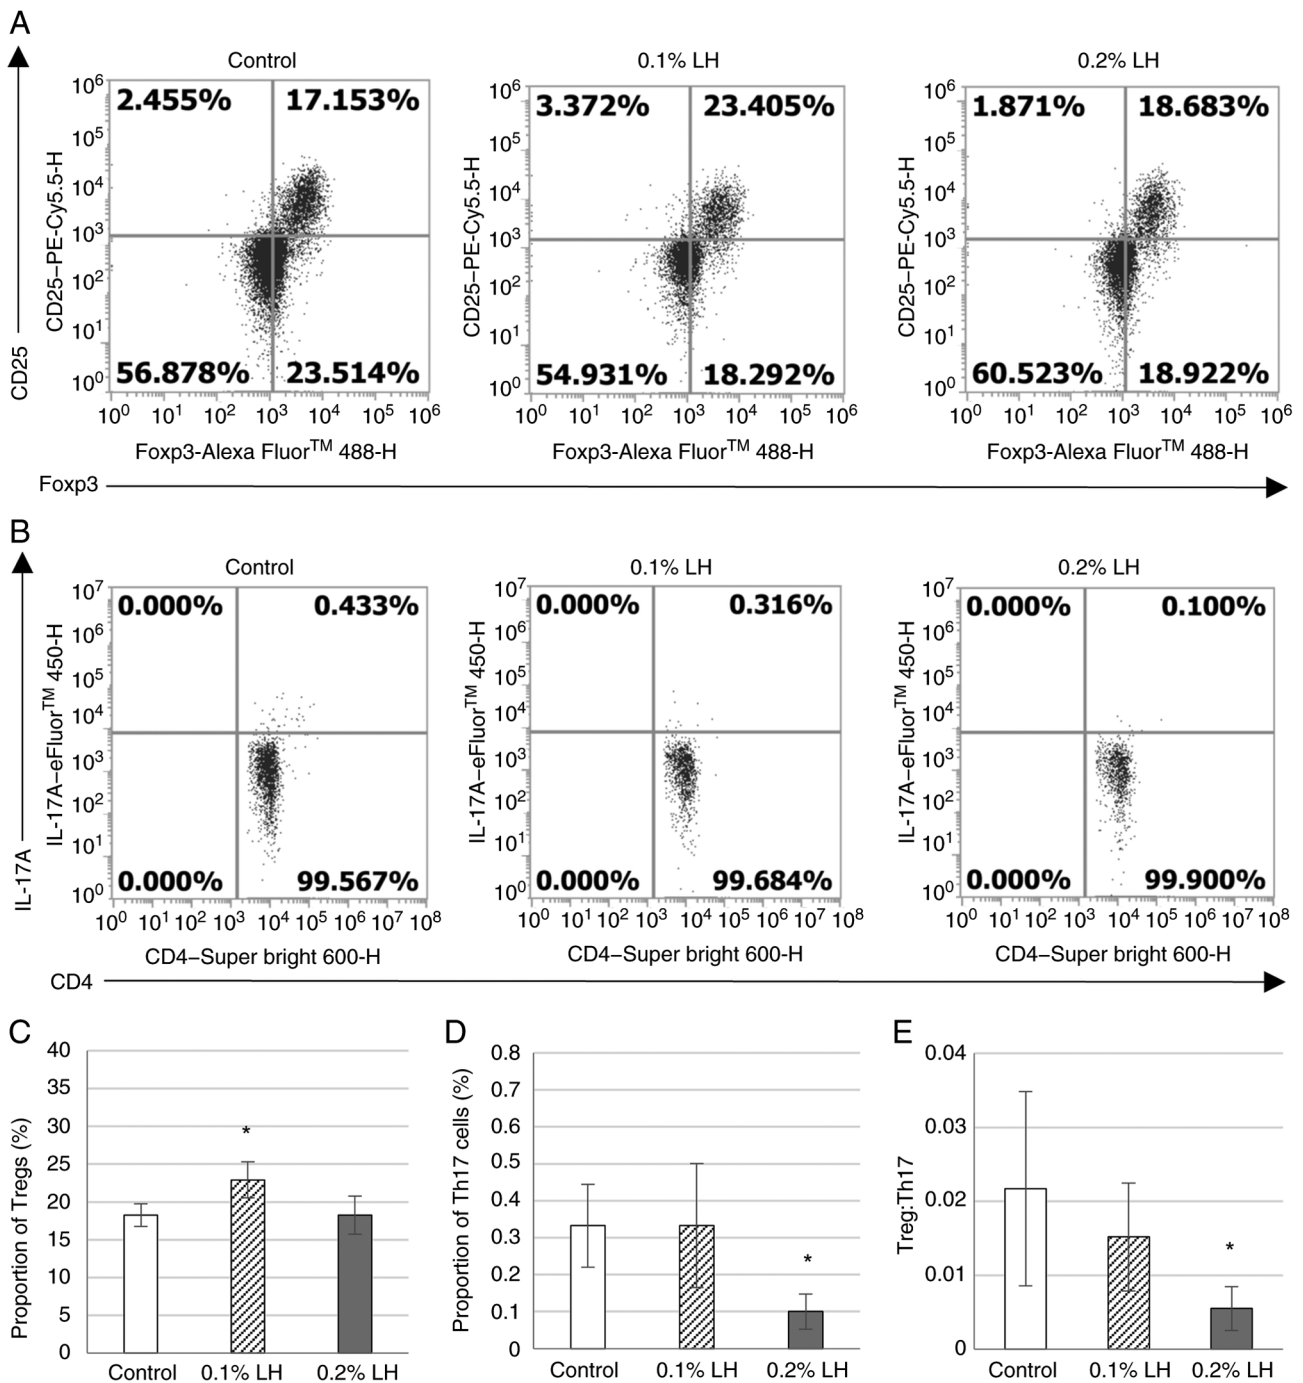 A
Control
0.1% LH
0.2% LH
CD25
CD25–PE-Cy5.5-H
10⁶
10⁵
10⁴
10³
10²
10¹
10⁰
2.455% 17.153%
56.878% 23.514%
10⁰ 10¹ 10² 10³ 10⁴ 10⁵ 10⁶
Foxp3-Alexa Fluor™ 488-H
CD25–PE-Cy5.5-H
10⁶
10⁵
10⁴
10³
10²
10¹
10⁰
3.372% 23.405%
54.931% 18.292%
10⁰ 10¹ 10² 10³ 10⁴ 10⁵ 10⁶
Foxp3-Alexa Fluor™ 488-H
CD25–PE-Cy5.5-H
10⁶
10⁵
10⁴
10³
10²
10¹
10⁰
1.871% 18.683%
60.523% 18.922%
10⁰ 10¹ 10² 10³ 10⁴ 10⁵ 10⁶
Foxp3-Alexa Fluor™ 488-H
Foxp3
B
Control
0.1% LH
0.2% LH
IL-17A
IL-17A–eFluor™ 450-H
10⁷
10⁶
10⁵
10⁴
10³
10²
10¹
10⁰
0.000% 0.433%
0.000% 99.567%
10⁰ 10¹ 10² 10³ 10⁴ 10⁵ 10⁶ 10⁷ 10⁸
CD4–Super bright 600-H
IL-17A–eFluor™ 450-H
10⁷
10⁶
10⁵
10⁴
10³
10²
10¹
10⁰
0.000% 0.316%
0.000% 99.684%
10⁰ 10¹ 10² 10³ 10⁴ 10⁵ 10⁶ 10⁷ 10⁸
CD4–Super bright 600-H
IL-17A–eFluor™ 450-H
10⁷
10⁶
10⁵
10⁴
10³
10²
10¹
10⁰
0.000% 0.100%
0.000% 99.900%
10⁰ 10¹ 10² 10³ 10⁴ 10⁵ 10⁶ 10⁷ 10⁸
CD4–Super bright 600-H
CD4
C
Proportion of Tregs (%)
40
35
30
25
20
15
10
5
0
*
Control 0.1% LH 0.2% LH
D
Proportion of Th17 cells (%)
0.8
0.7
0.6
0.5
0.4
0.3
0.2
0.1
0
*
Control 0.1% LH 0.2% LH
E
Treg:Th17
0.04
0.03
0.02
0.01
0
*
Control 0.1% LH 0.2% LH